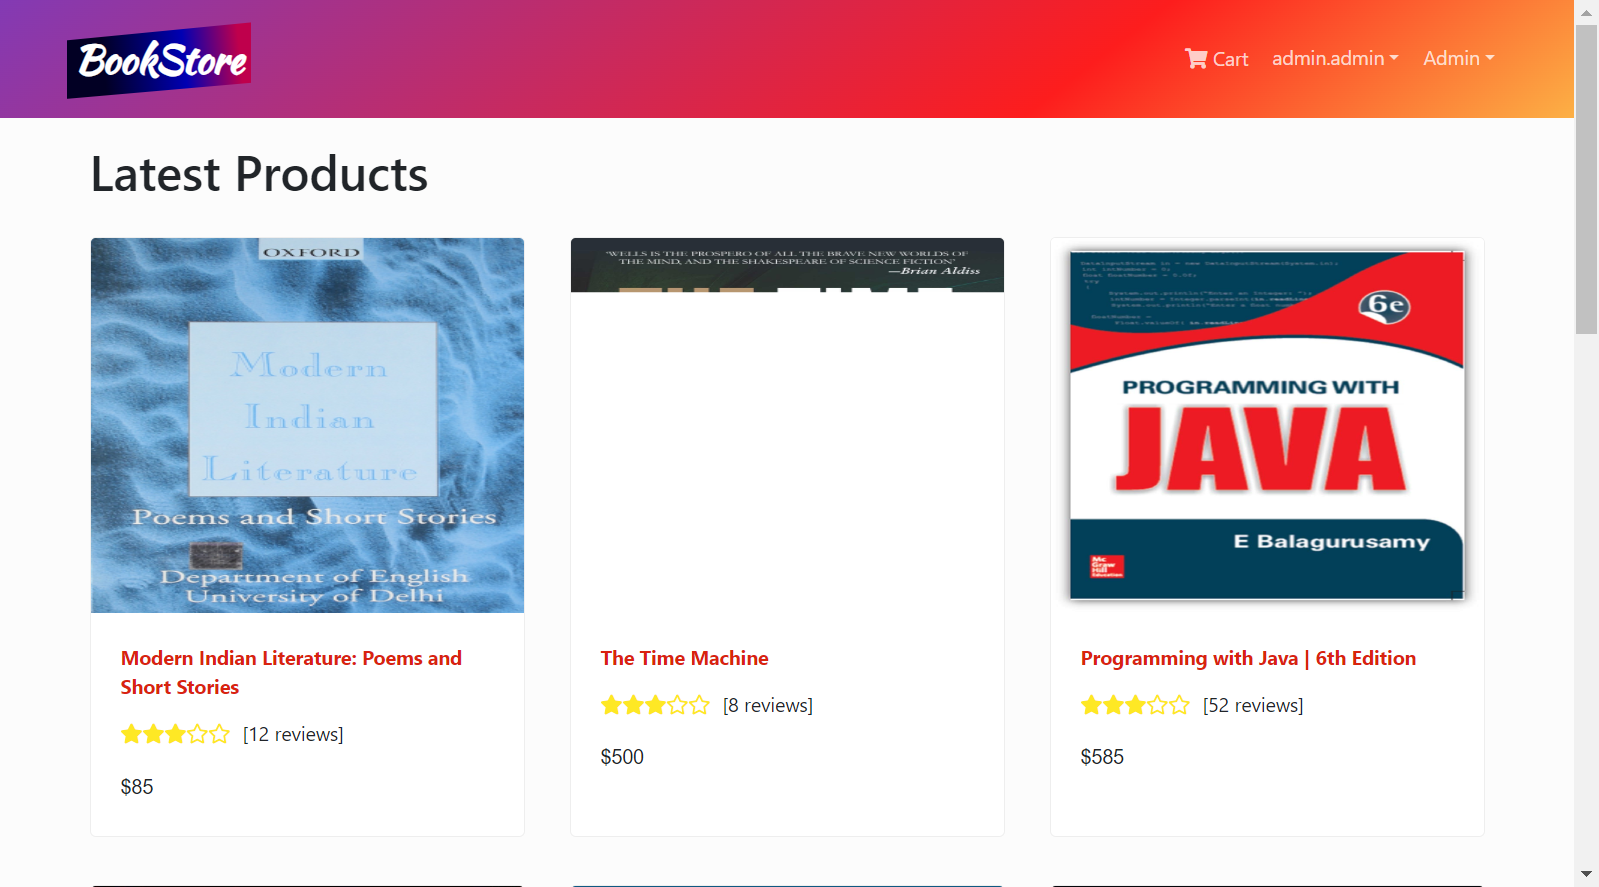 BookStore
Cart
admin.admin
Admin
Latest Products
OXFORD
Modern
Indian
Literature
Poems and Short Stories
Department of English
University of Delhi
Modern Indian Literature: Poems and
Short Stories
[12 reviews]
$85
"WELLS IS THE PROSPERO OF ALL THE BRAVE NEW WORLDS OF
THE MIND, AND THE SHAKESPEARE OF SCIENCE FICTION"
—Brian Aldiss
The Time Machine
[8 reviews]
$500
6e
PROGRAMMING WITH
JAVA
E Balagurusamy
Mc
Graw
Hill
Education
Programming with Java | 6th Edition
[52 reviews]
$585